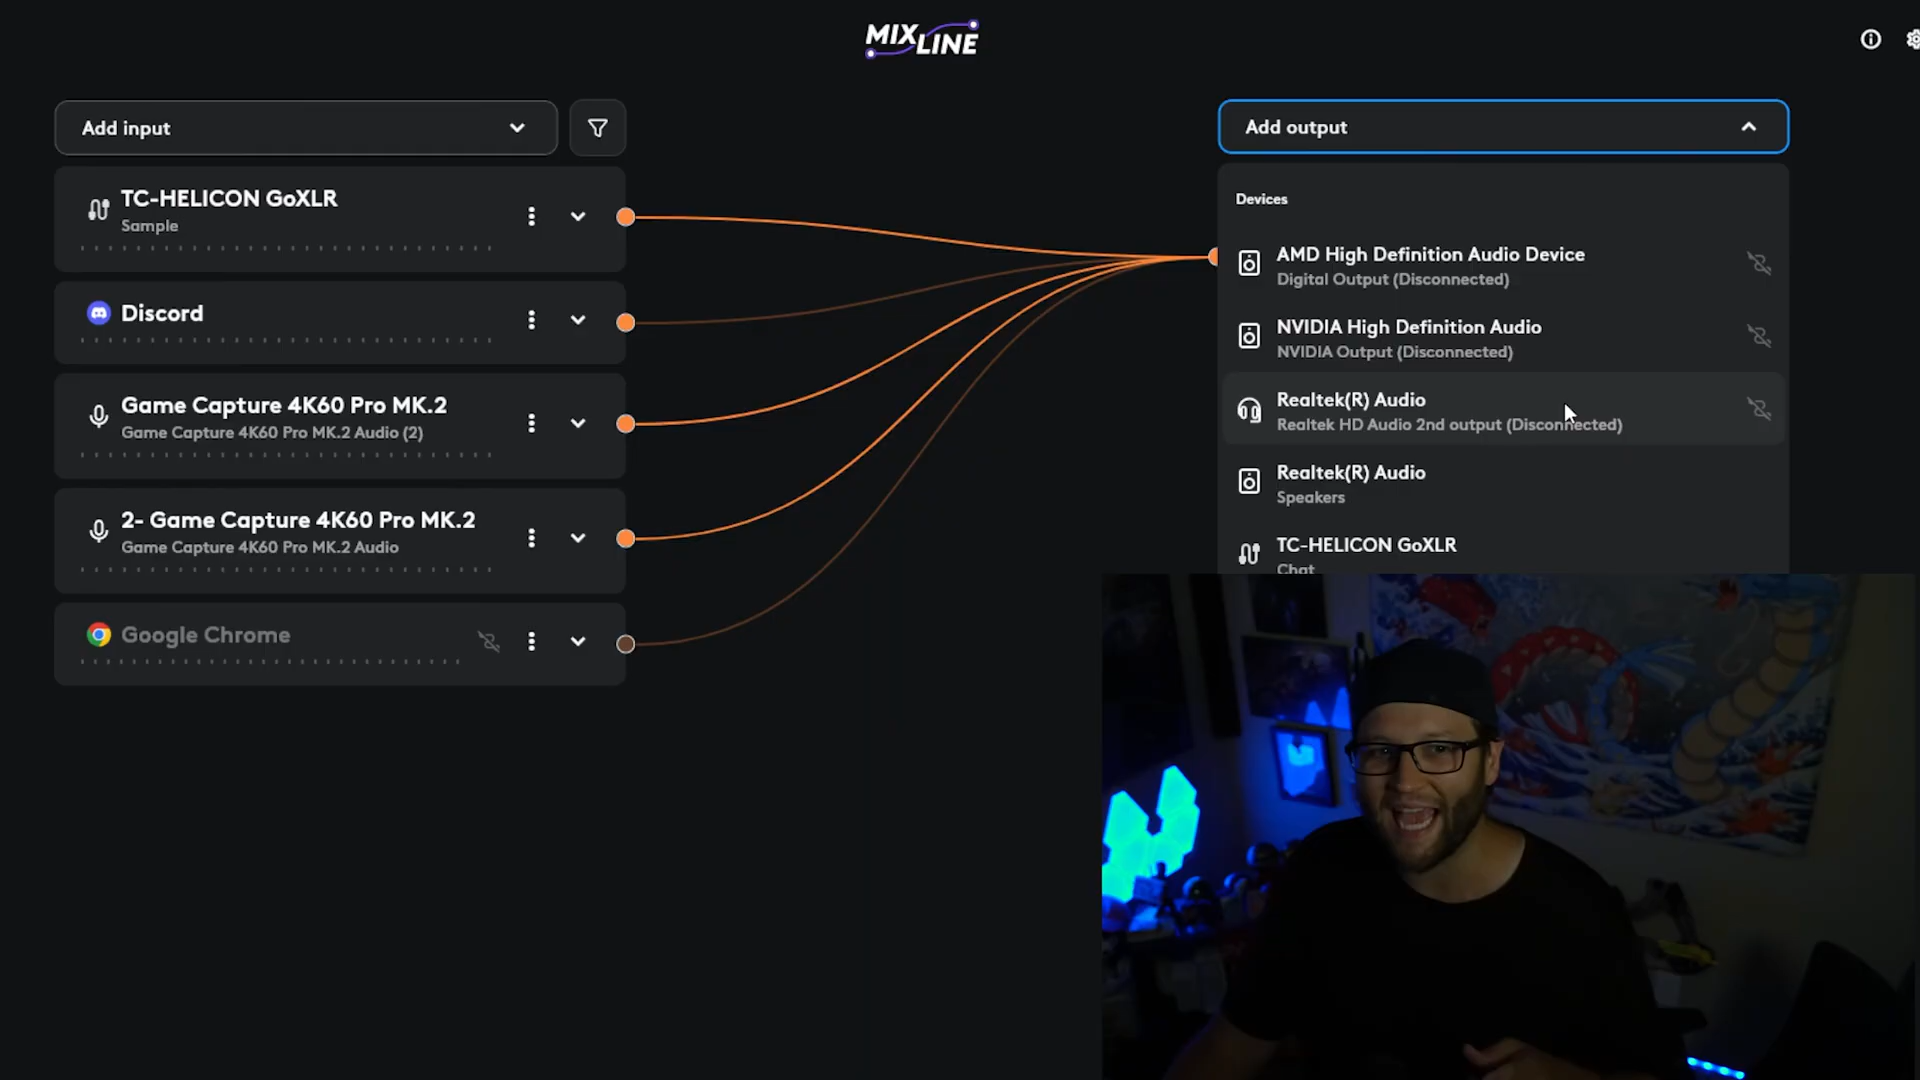 MIXLINE
Add input
TC-HELICON GoXLR
Sample
Discord
Game Capture 4K60 Pro MK.2
Game Capture 4K60 Pro MK.2 Audio (2)
2- Game Capture 4K60 Pro MK.2
Game Capture 4K60 Pro MK.2 Audio
Google Chrome
Add output
Devices
AMD High Definition Audio Device
Digital Output (Disconnected)
NVIDIA High Definition Audio
NVIDIA Output (Disconnected)
Realtek(R) Audio
Realtek HD Audio 2nd output (Disconnected)
Realtek(R) Audio
Speakers
TC-HELICON GoXLR
Chat